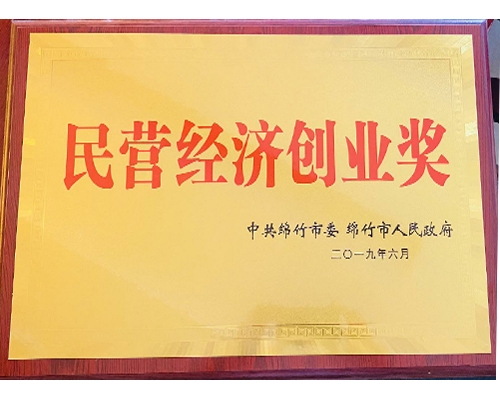 民营经济创业奖
中共绵竹市委 绵竹市人民政府
二〇一九年六月